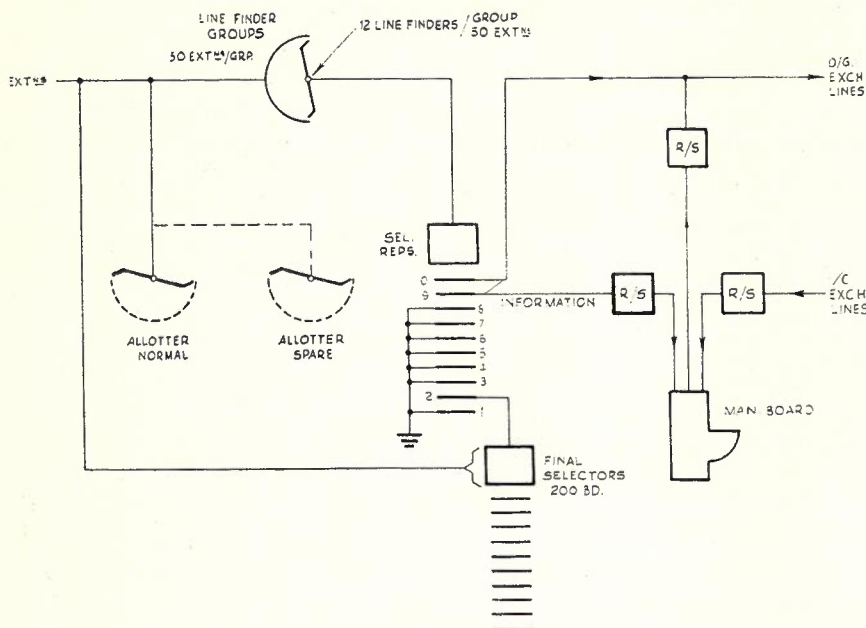 LINE FINDER
GROUPS
50 EXTNS/GRP.
12 LINE FINDERS / GROUP
50 EXTNS
EXTNS
O/G.
EXCH
LINES
R/S
SEL.
REPS.
0
9
8
7
6
5
4
3
2
1
INFORMATION
R/S
R/S
I/C
EXCH
LINES
ALLOTTER
NORMAL
ALLOTTER
SPARE
MAN. BOARD
FINAL
SELECTORS
200 BD.